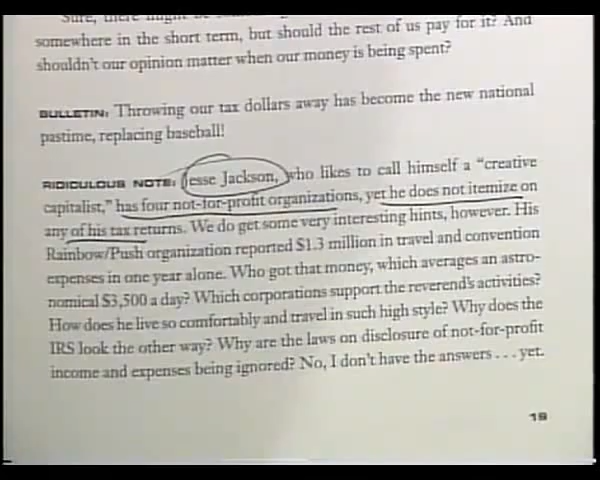 Sure, there might be
somewhere in the short term, but should the rest of us pay for it? And
shouldn't our opinion matter when our money is being spent?
BULLETIN: Throwing our tax dollars away has become the new national
pastime, replacing baseball!
RIDICULOUS NOTE: Jesse Jackson, who likes to call himself a “creative
capitalist,” has four not-for-profit organizations, yet he does not itemize on
any of his tax returns. We do get some very interesting hints, however. His
Rainbow/Push organization reported $1.3 million in travel and convention
expenses in one year alone. Who got that money, which averages an astro-
nomical $3,500 a day? Which corporations support the reverend's activities?
How does he live so comfortably and travel in such high style? Why does the
IRS look the other way? Why are the laws on disclosure of not-for-profit
income and expenses being ignored? No, I don't have the answers . . . yet.
19